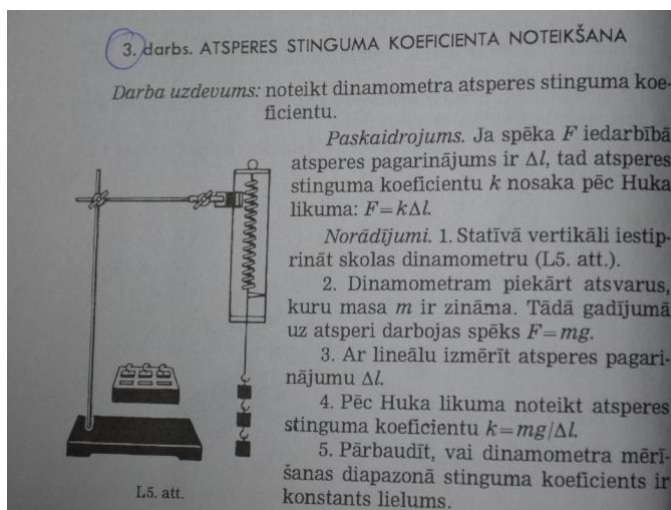 3. darbs. ATSPERES STINGUMA KOEFICIENTA NOTEIKŠANA
Darba uzdevums: noteikt dinamometra atsperes stinguma koe-
ficientu.
Paskaidrojums. Ja spēka F iedarbībā
atsperes pagarinājums ir Δl, tad atsperes
stinguma koeficientu k nosaka pēc Huka
likuma: F=kΔl.
Norādījumi. 1. Statīvā vertikāli iestip-
rināt skolas dinamometru (L5. att.).
2. Dinamometram piekārt atsvarus,
kuru masa m ir zināma. Tādā gadījumā
uz atsperi darbojas spēks F=mg.
3. Ar lineālu izmērīt atsperes pagari-
nājumu Δl.
4. Pēc Huka likuma noteikt atsperes
stinguma koeficientu k=mg/Δl.
5. Pārbaudīt, vai dinamometra mērī-
šanas diapazonā stinguma koeficients ir
konstants lielums.
L5. att.